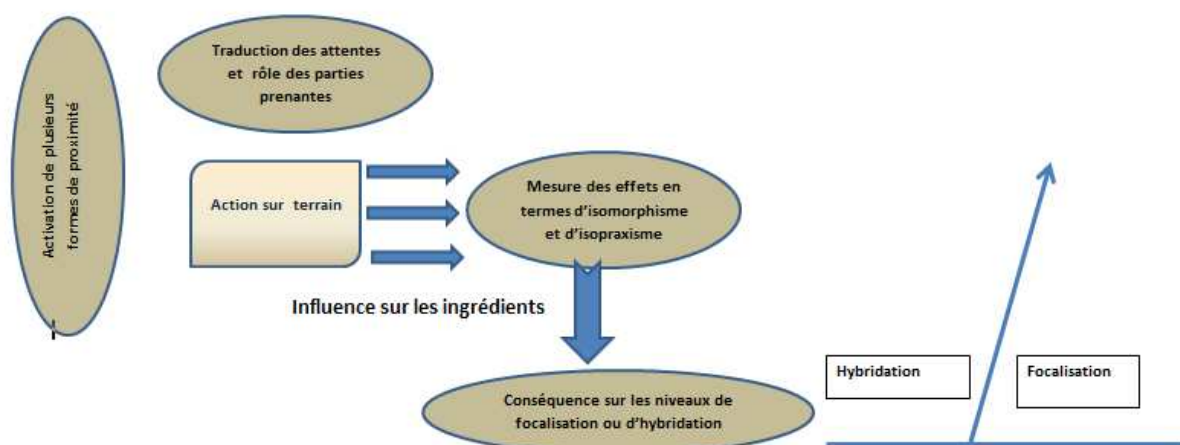 Activation de plusieurs
formes de proximité
Traduction des attentes
et rôle des parties
prenantes
Action sur terrain
Mesure des effets en
termes d'isomorphisme
et d'isopraxisme
Influence sur les ingrédients
Conséquence sur les niveaux de
focalisation ou d'hybridation
Hybridation
Focalisation